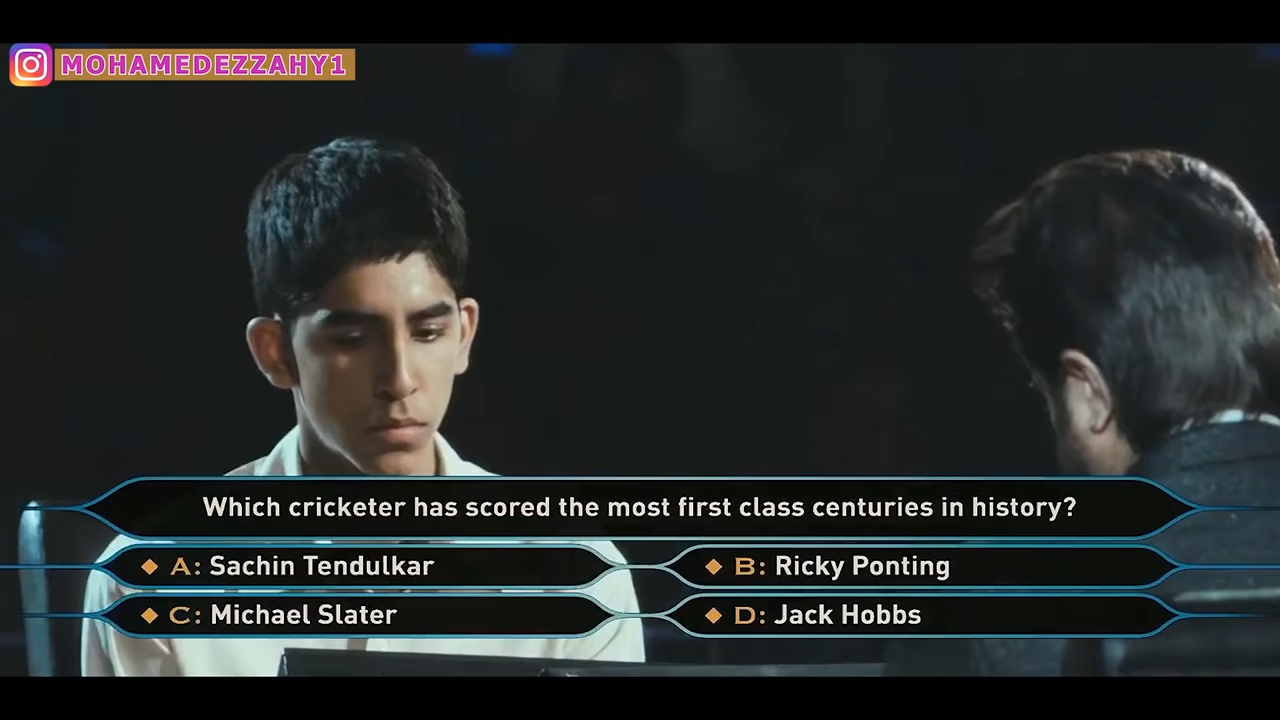 MOHAMEDEZZAHY1
Which cricketer has scored the most first class centuries in history?
A: Sachin Tendulkar
B: Ricky Ponting
C: Michael Slater
D: Jack Hobbs